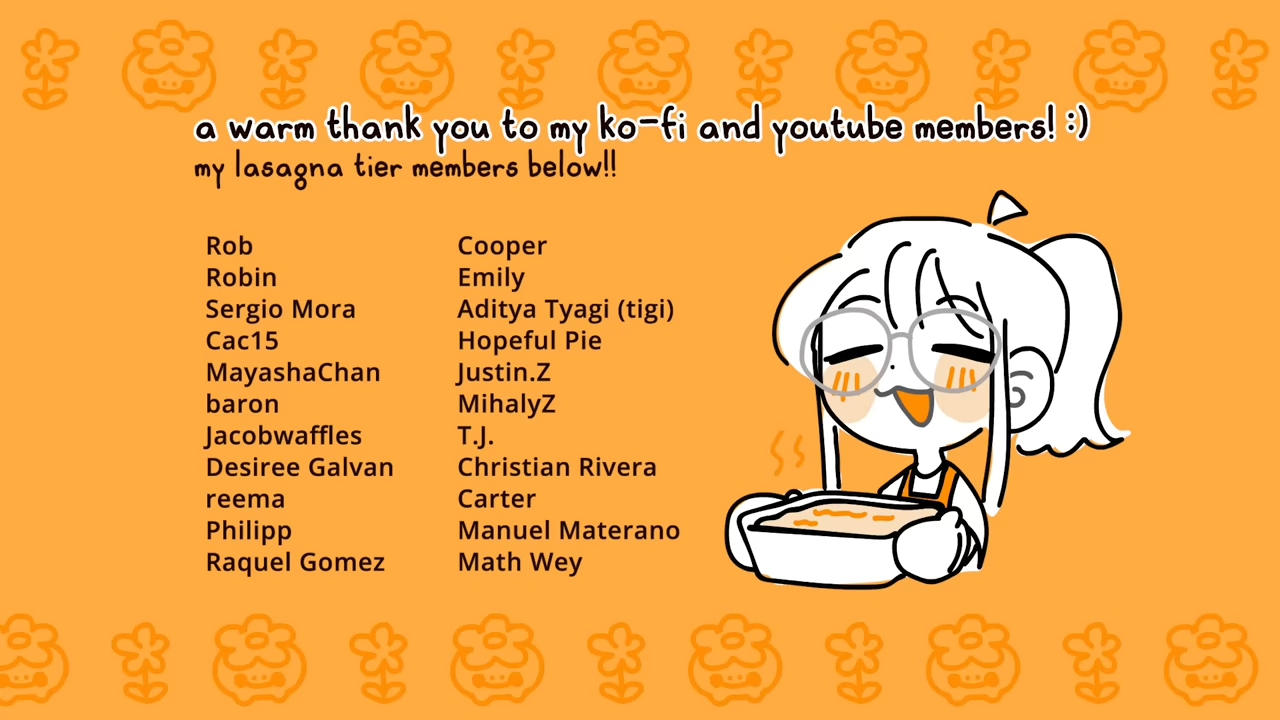 a warm thank you to my ko-fi and youtube members! :)
my lasagna tier members below!!
Rob
Robin
Sergio Mora
Cac15
MayashaChan
baron
Jacobwaffles
Desiree Galvan
reema
Philipp
Raquel Gomez
Cooper
Emily
Aditya Tyagi (tigi)
Hopeful Pie
Justin.Z
MihalyZ
T.J.
Christian Rivera
Carter
Manuel Materano
Math Wey